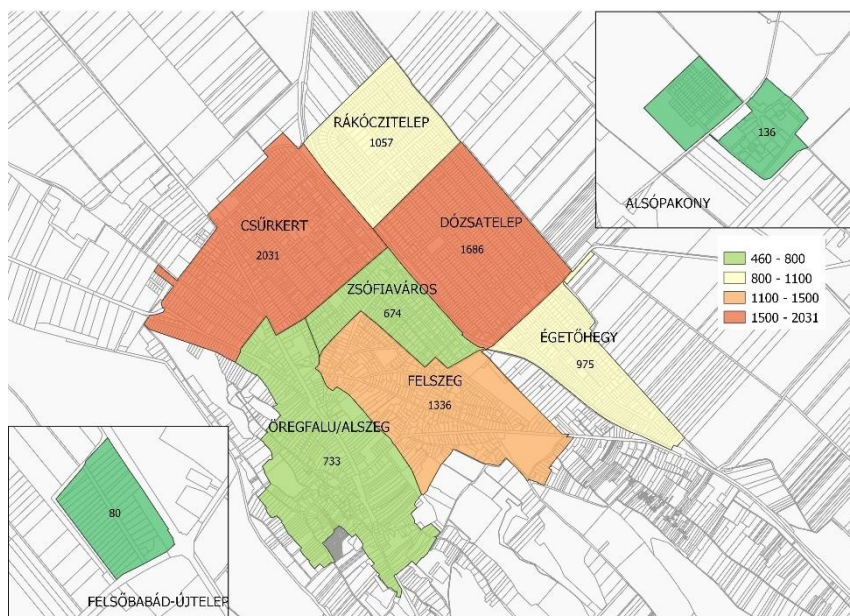 RÁKÓCZITELEP
1057
136
ALSÓPAKONY
CSŰRKERT
2031
DÓZSATELEP
1686
460 - 800
800 - 1100
1100 - 1500
1500 - 2031
ZSÓFIAVÁROS
674
ÉGETŐHEGY
975
FELSZEG
1336
ÖREGFALU/ALSZEG
733
80
FELSŐBABÁD-ÚJTELEP